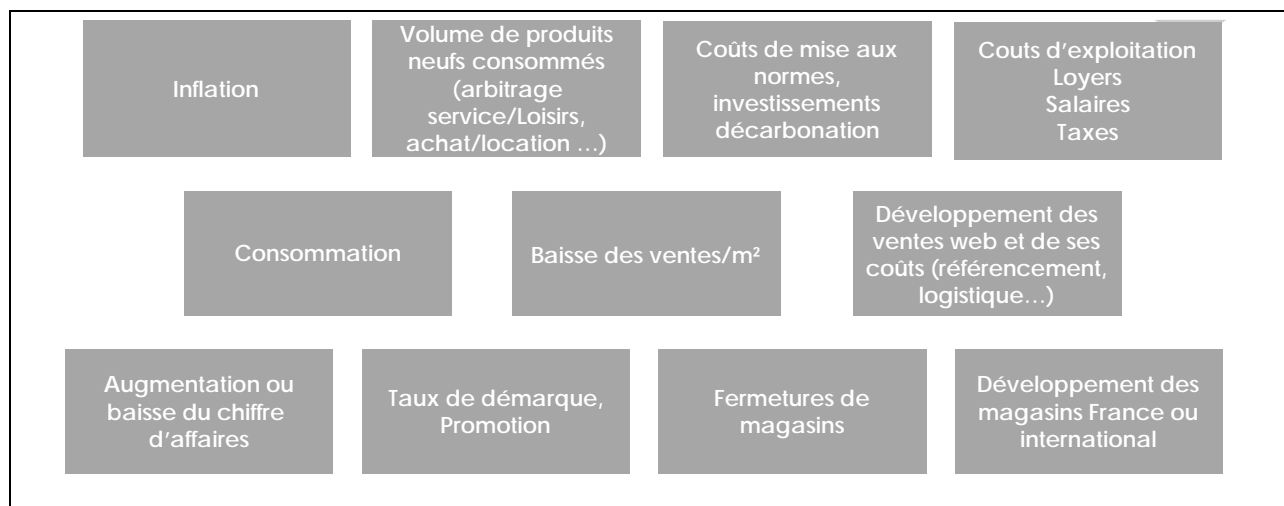 Inflation
Volume de produits
neufs consommés
(arbitrage
service/Loisirs,
achat/location …)
Coûts de mise aux
normes,
investissements
décarbonation
Couts d'exploitation
Loyers
Salaires
Taxes
Consommation
Baisse des ventes/m²
Développement des
ventes web et de ses
coûts (référencement,
logistique…)
Augmentation ou
baisse du chiffre
d'affaires
Taux de démarque,
Promotion
Fermetures de
magasins
Développement des
magasins France ou
international